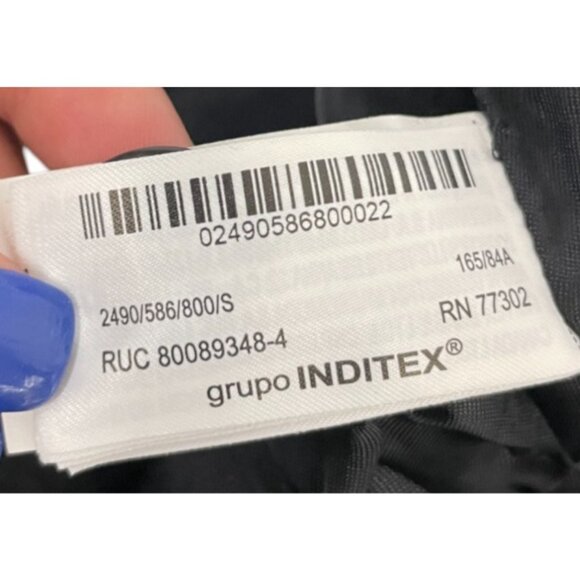 02490586800022
165/84A
2490/586/800/S
RN 77302
RUC 80089348-4
grupo INDITEX®